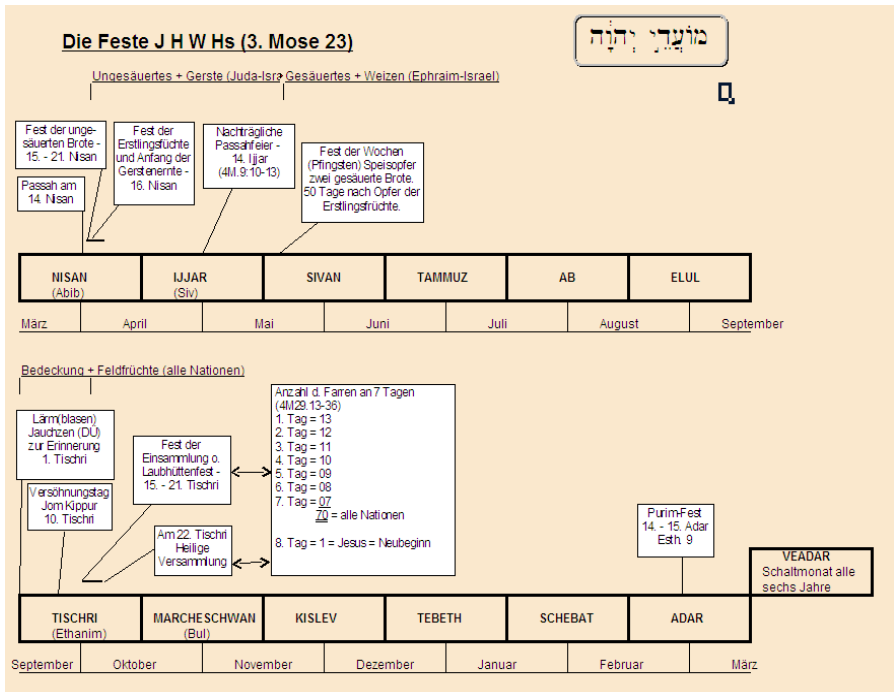 Die Feste J H W Hs (3. Mose 23)
מוֹעֲדֵי יְהוָה
Ungesäuertes + Gerste (Juda-Isra
Gesäuertes + Weizen (Ephraim-Israel)
Fest der unge-
säuerten Brote -
15. - 21. Nisan
Passah am
14. Nisan
Fest der
Erstlingsfüchte
und Anfang der
Gerstenernte -
16. Nisan
Nachträgliche
Passahfeier -
14. Ijjar
(4M.9:10-13)
Fest der Wochen
(Pfingsten) Speisopfer
zwei gesäuerte Brote.
50 Tage nach Opfer der
Erstlingsfrüchte.
NISAN
(Abib)
IJJAR
(Siv)
SIVAN
TAMMUZ
AB
ELUL
März
April
Mai
Juni
Juli
August
September
Bedeckung + Feldfrüchte (alle Nationen)
Lärm(blasen)
Jauchzen (DÜ)
zur Erinnerung
1. Tischri
Versöhnungstag
Jom Kippur
10. Tischri
Fest der
Einsammlung o.
Laubhüttenfest -
15. - 21. Tischri
Am 22. Tischri
Heilige
Versammlung
Anzahl d. Farren an 7 Tagen
(4M29.13-36)
1. Tag = 13
2. Tag = 12
3. Tag = 11
4. Tag = 10
5. Tag = 09
6. Tag = 08
7. Tag = 07
70 = alle Nationen
8. Tag = 1 = Jesus = Neubeginn
Purim-Fest
14. - 15. Adar
Esth. 9
VEADAR
Schaltmonat alle
sechs Jahre
TISCHRI
(Ethanim)
MARCHESCHWAN
(Bul)
KISLEV
TEBETH
SCHEBAT
ADAR
September
Oktober
November
Dezember
Januar
Februar
März